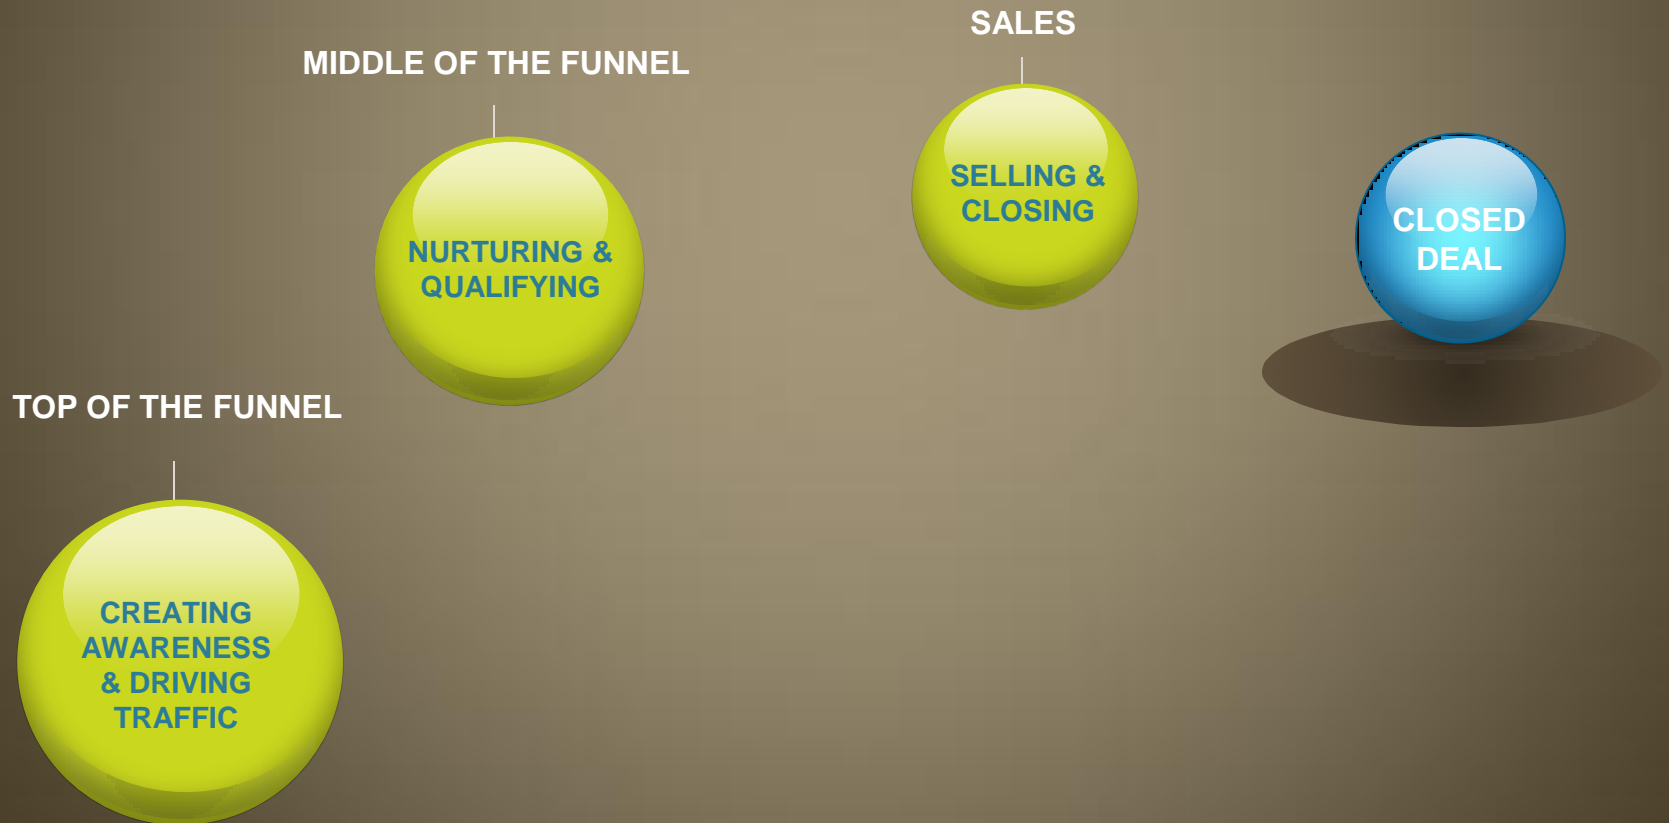 SALES
MIDDLE OF THE FUNNEL
SELLING &
CLOSING
NURTURING &
QUALIFYING
CLOSED
DEAL
TOP OF THE FUNNEL
CREATING
AWARENESS
& DRIVING
TRAFFIC